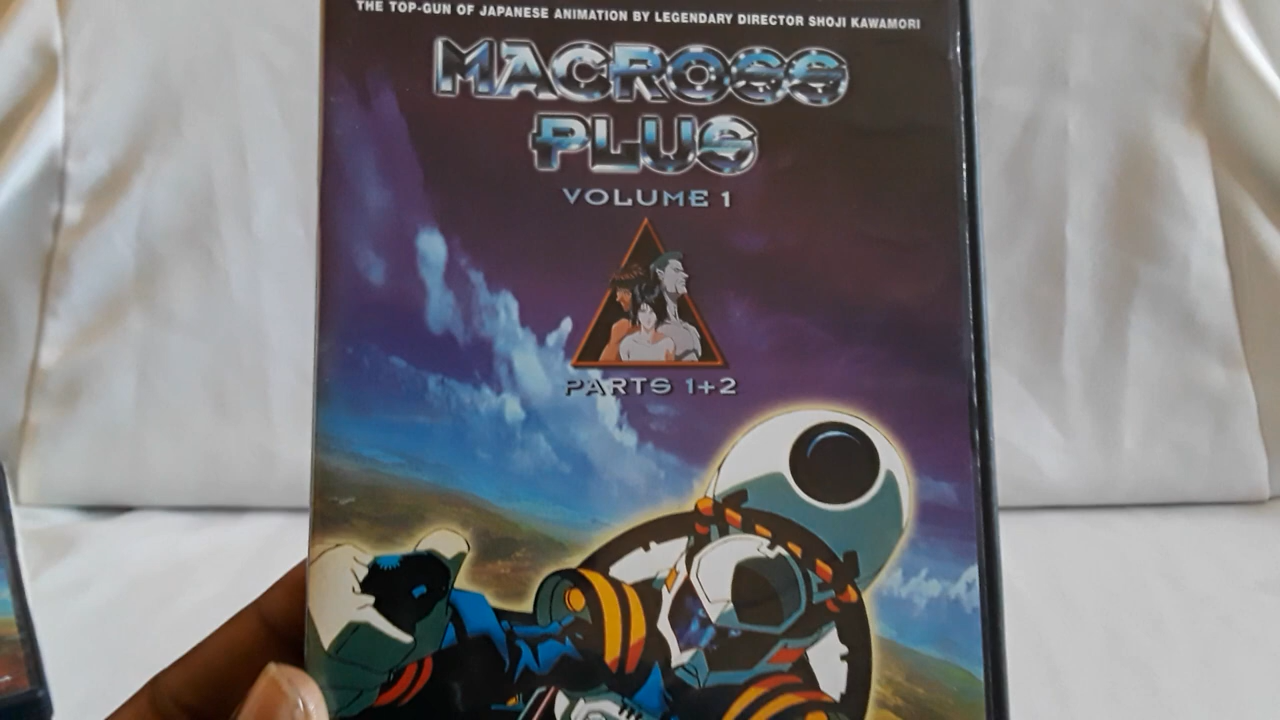 THE TOP-GUN OF JAPANESE ANIMATION BY LEGENDARY DIRECTOR SHOJI KAWAMORI
MACROSS
PLUS
VOLUME 1
PARTS 1+2